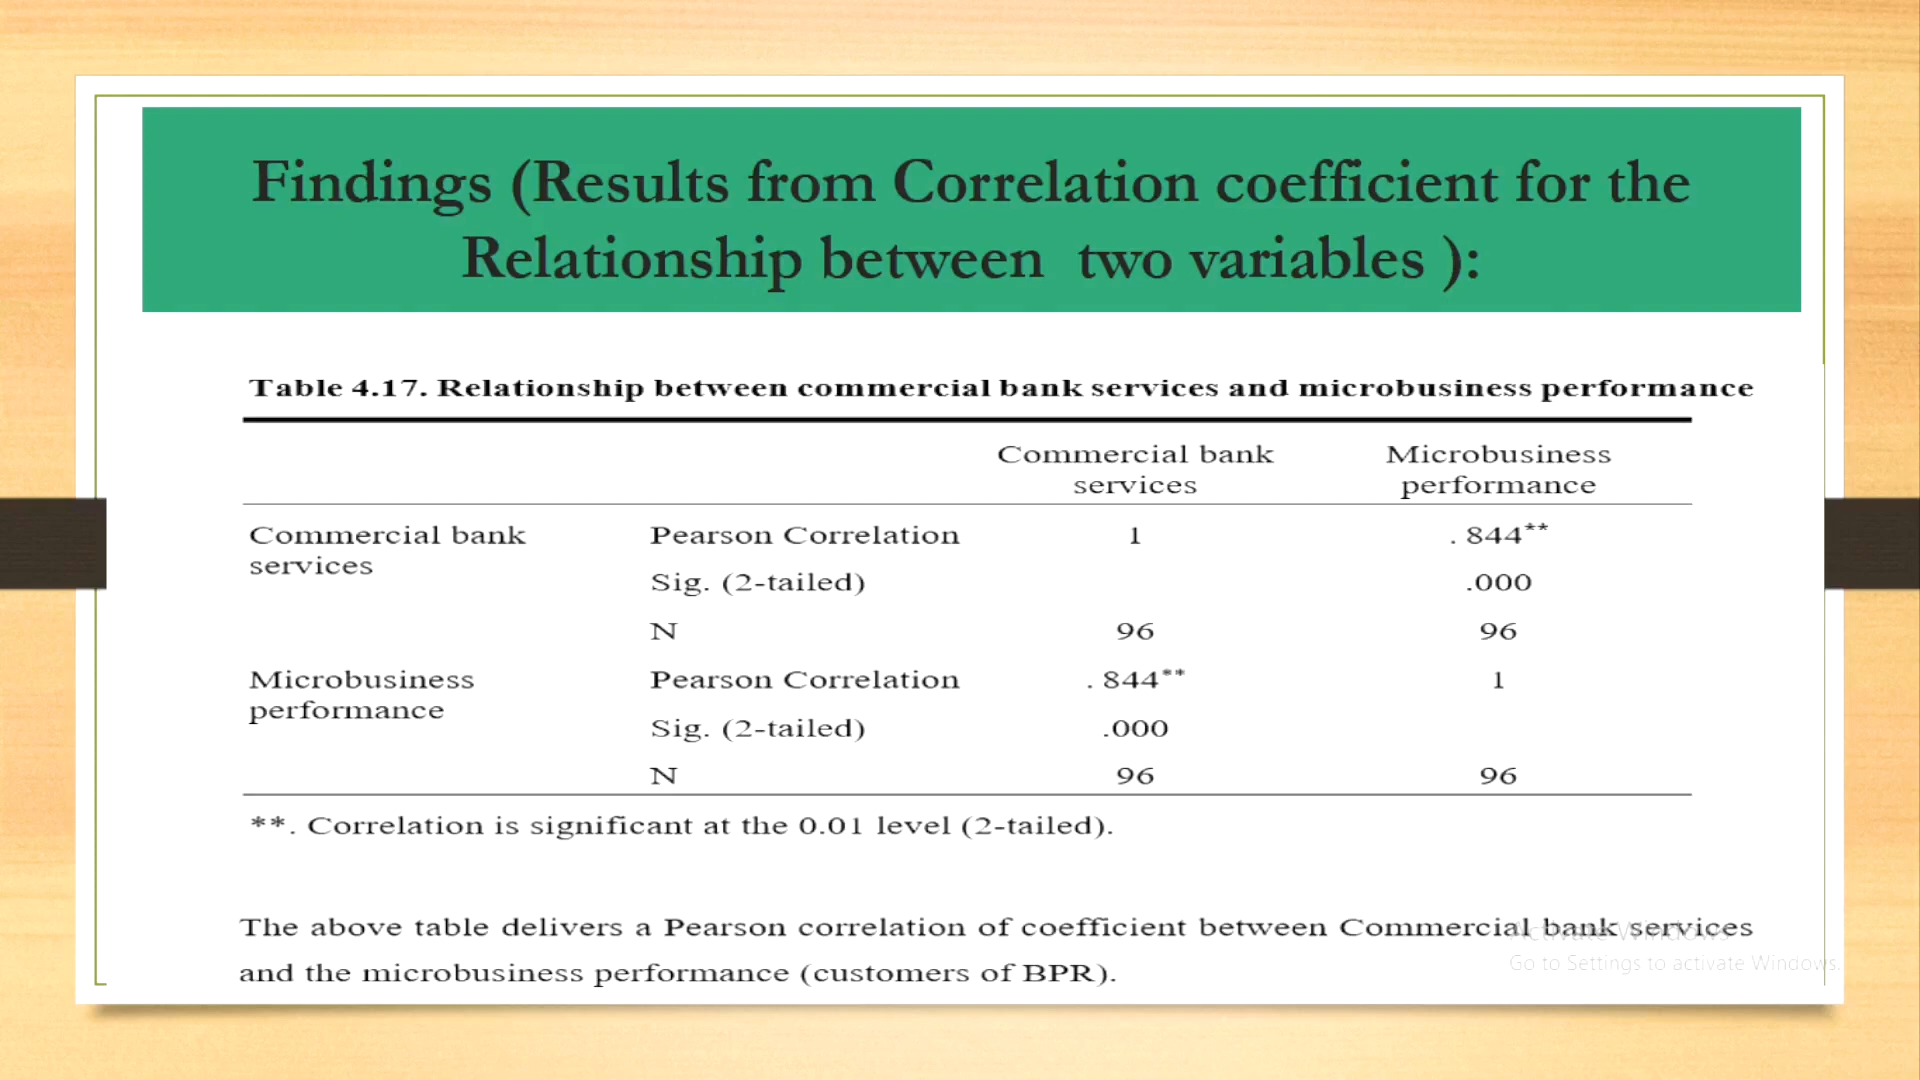 Findings (Results from Correlation coefficient for the
Relationship between two variables ):
Table 4.17. Relationship between commercial bank services and microbusiness performance
Commercial bank services Microbusiness performance
Commercial bank services Pearson Correlation 1 . 844**
Sig. (2-tailed) .000
N 96 96
Microbusiness performance Pearson Correlation . 844** 1
Sig. (2-tailed) .000
N 96 96
**. Correlation is significant at the 0.01 level (2-tailed).
The above table delivers a Pearson correlation of coefficient between Commercial bank services
and the microbusiness performance (customers of BPR).
Activate Windows
Go to Settings to activate Windows.